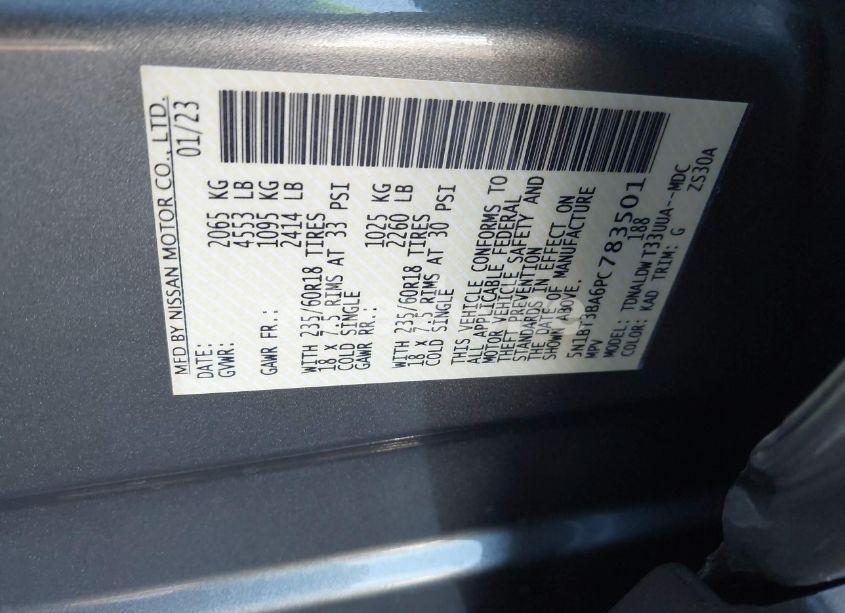 MFD BY NISSAN MOTOR CO., LTD.
DATE: 01/23
GVWR: 2065 KG
4553 LB
GAWR FR.: 1095 KG
2414 LB
WITH 235/60R18 TIRES
18 X 7.5 RIMS AT 33 PSI
COLD SINGLE
GAWR RR.: 1025 KG
2260 LB
WITH 235/60R18 TIRES
18 X 7.5 RIMS AT 30 PSI
COLD SINGLE
THIS VEHICLE CONFORMS TO
ALL APPLICABLE FEDERAL
MOTOR VEHICLE SAFETY AND
THEFT PREVENTION
STANDARDS IN EFFECT ON
THE DATE OF MANUFACTURE
SHOWN ABOVE.
5N1BT3BA6PC783501
MPV 188
MODEL: TDNALDWT33UUA--MDC
COLOR: KAD TRIM: G ZS30A